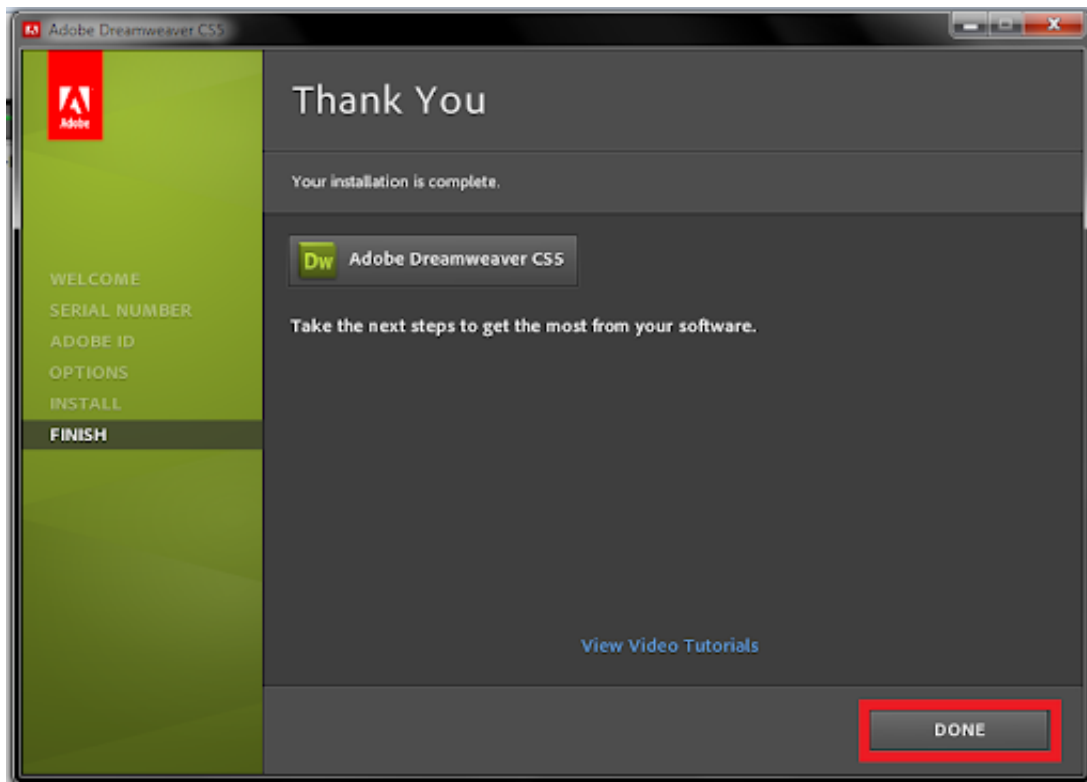 Adobe Dreamweaver CS5
Adobe
Thank You
Your installation is complete.
Dw Adobe Dreamweaver CS5
Take the next steps to get the most from your software.
WELCOME
SERIAL NUMBER
ADOBE ID
OPTIONS
INSTALL
FINISH
View Video Tutorials
DONE